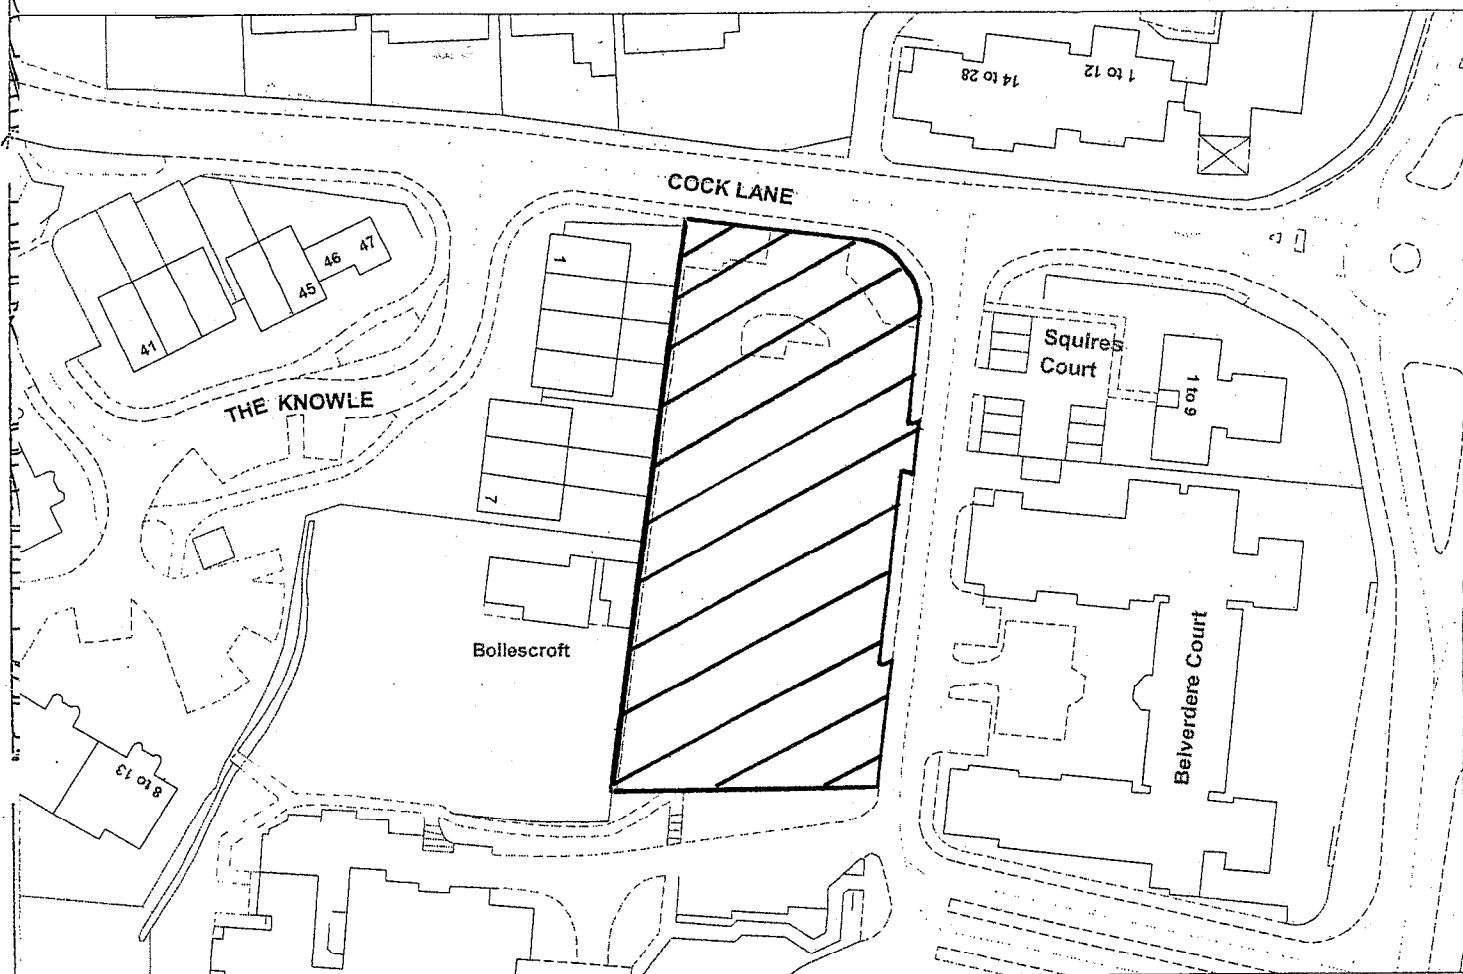 14 to 28
1 to 12
COCK LANE
1
47
46
45
41
THE KNOWLE
Squires
Court
1 to 9
7
Bollescroft
Belverdere Court
8 to 13